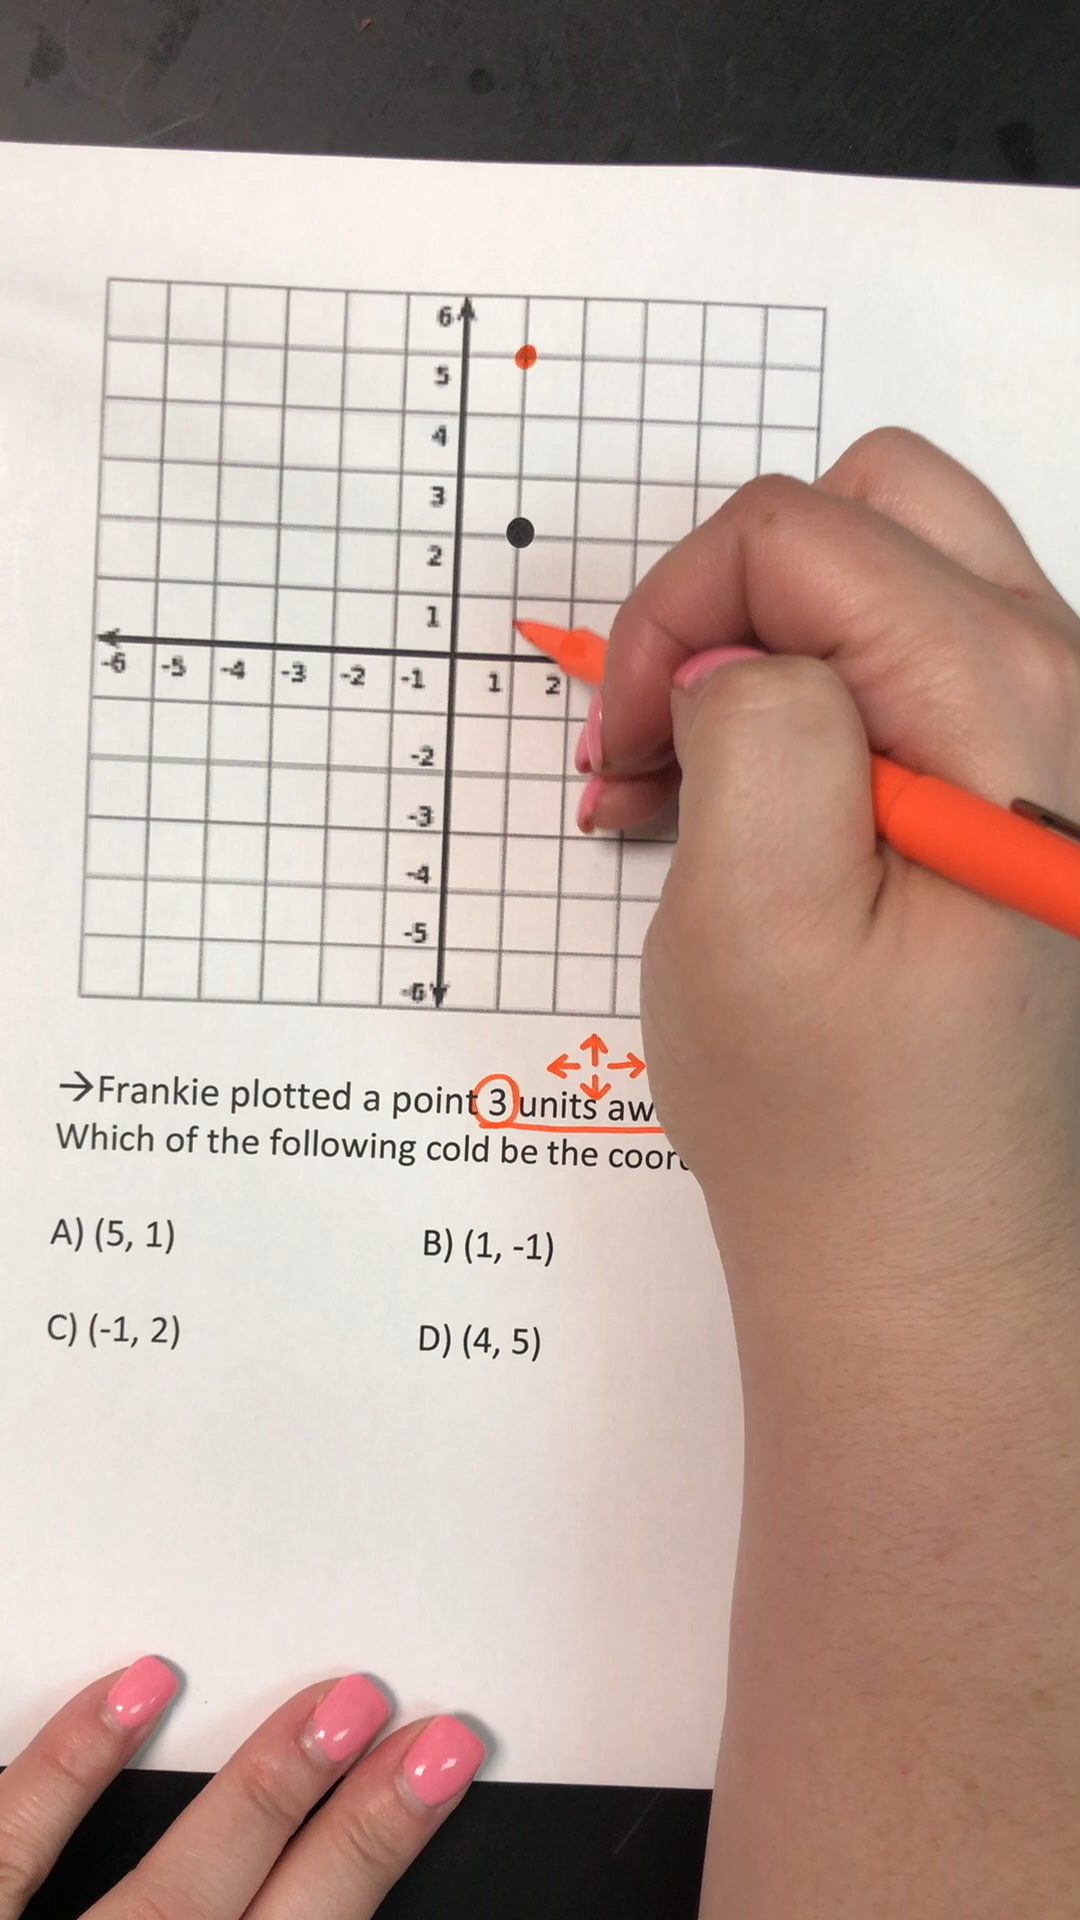 6
5
4
3
2
1
-6 -5 -4 -3 -2 -1 1 2
-2
-3
-4
-5
-6
→Frankie plotted a point 3 units
Which of the following cold be the
A) (5, 1) B) (1, -1)
C) (-1, 2) D) (4, 5)